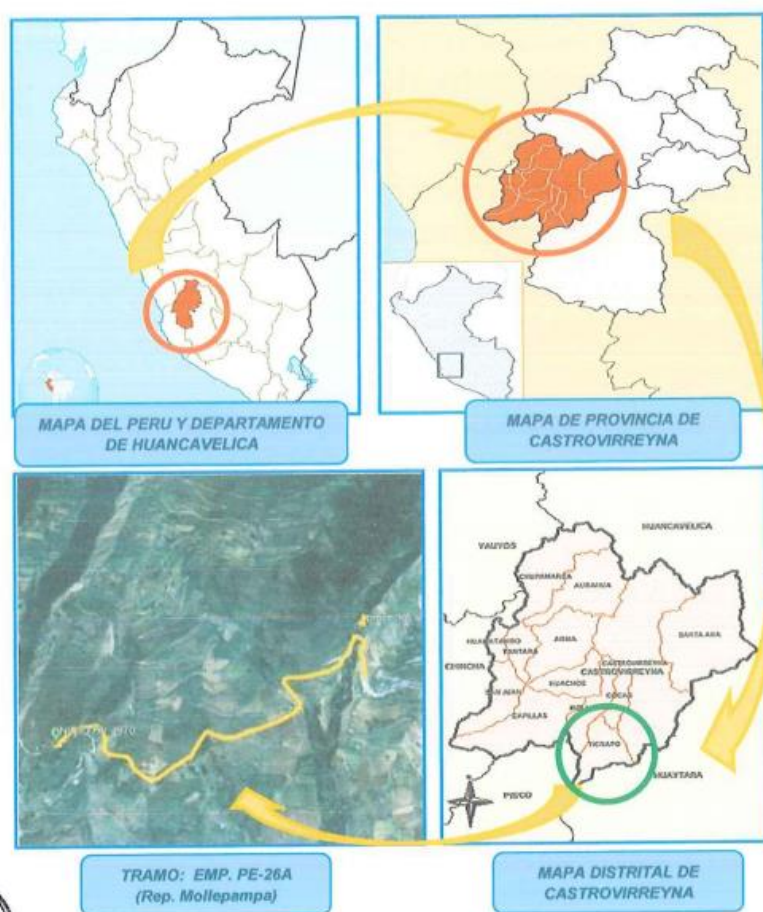 MAPA DEL PERU Y DEPARTAMENTO
DE HUANCAVELICA
MAPA DE PROVINCIA DE
CASTROVIRREYNA
YAUYOS
HUANCAVELICA
CHUPAMARCA
AURAHUA
HUAMATAMBO
TANTARA
ARMA
SANTA ANA
CHINCHA
CASTROVIRREYNA
CASTROVIRREYNA
SAN JUAN
HUACHOS
COCAS
CAPILLAS
TICRAPO
PISCO
HUAYTARA
TRAMO: EMP. PE-26A
(Rep. Mollepampa)
MAPA DISTRITAL DE
CASTROVIRREYNA